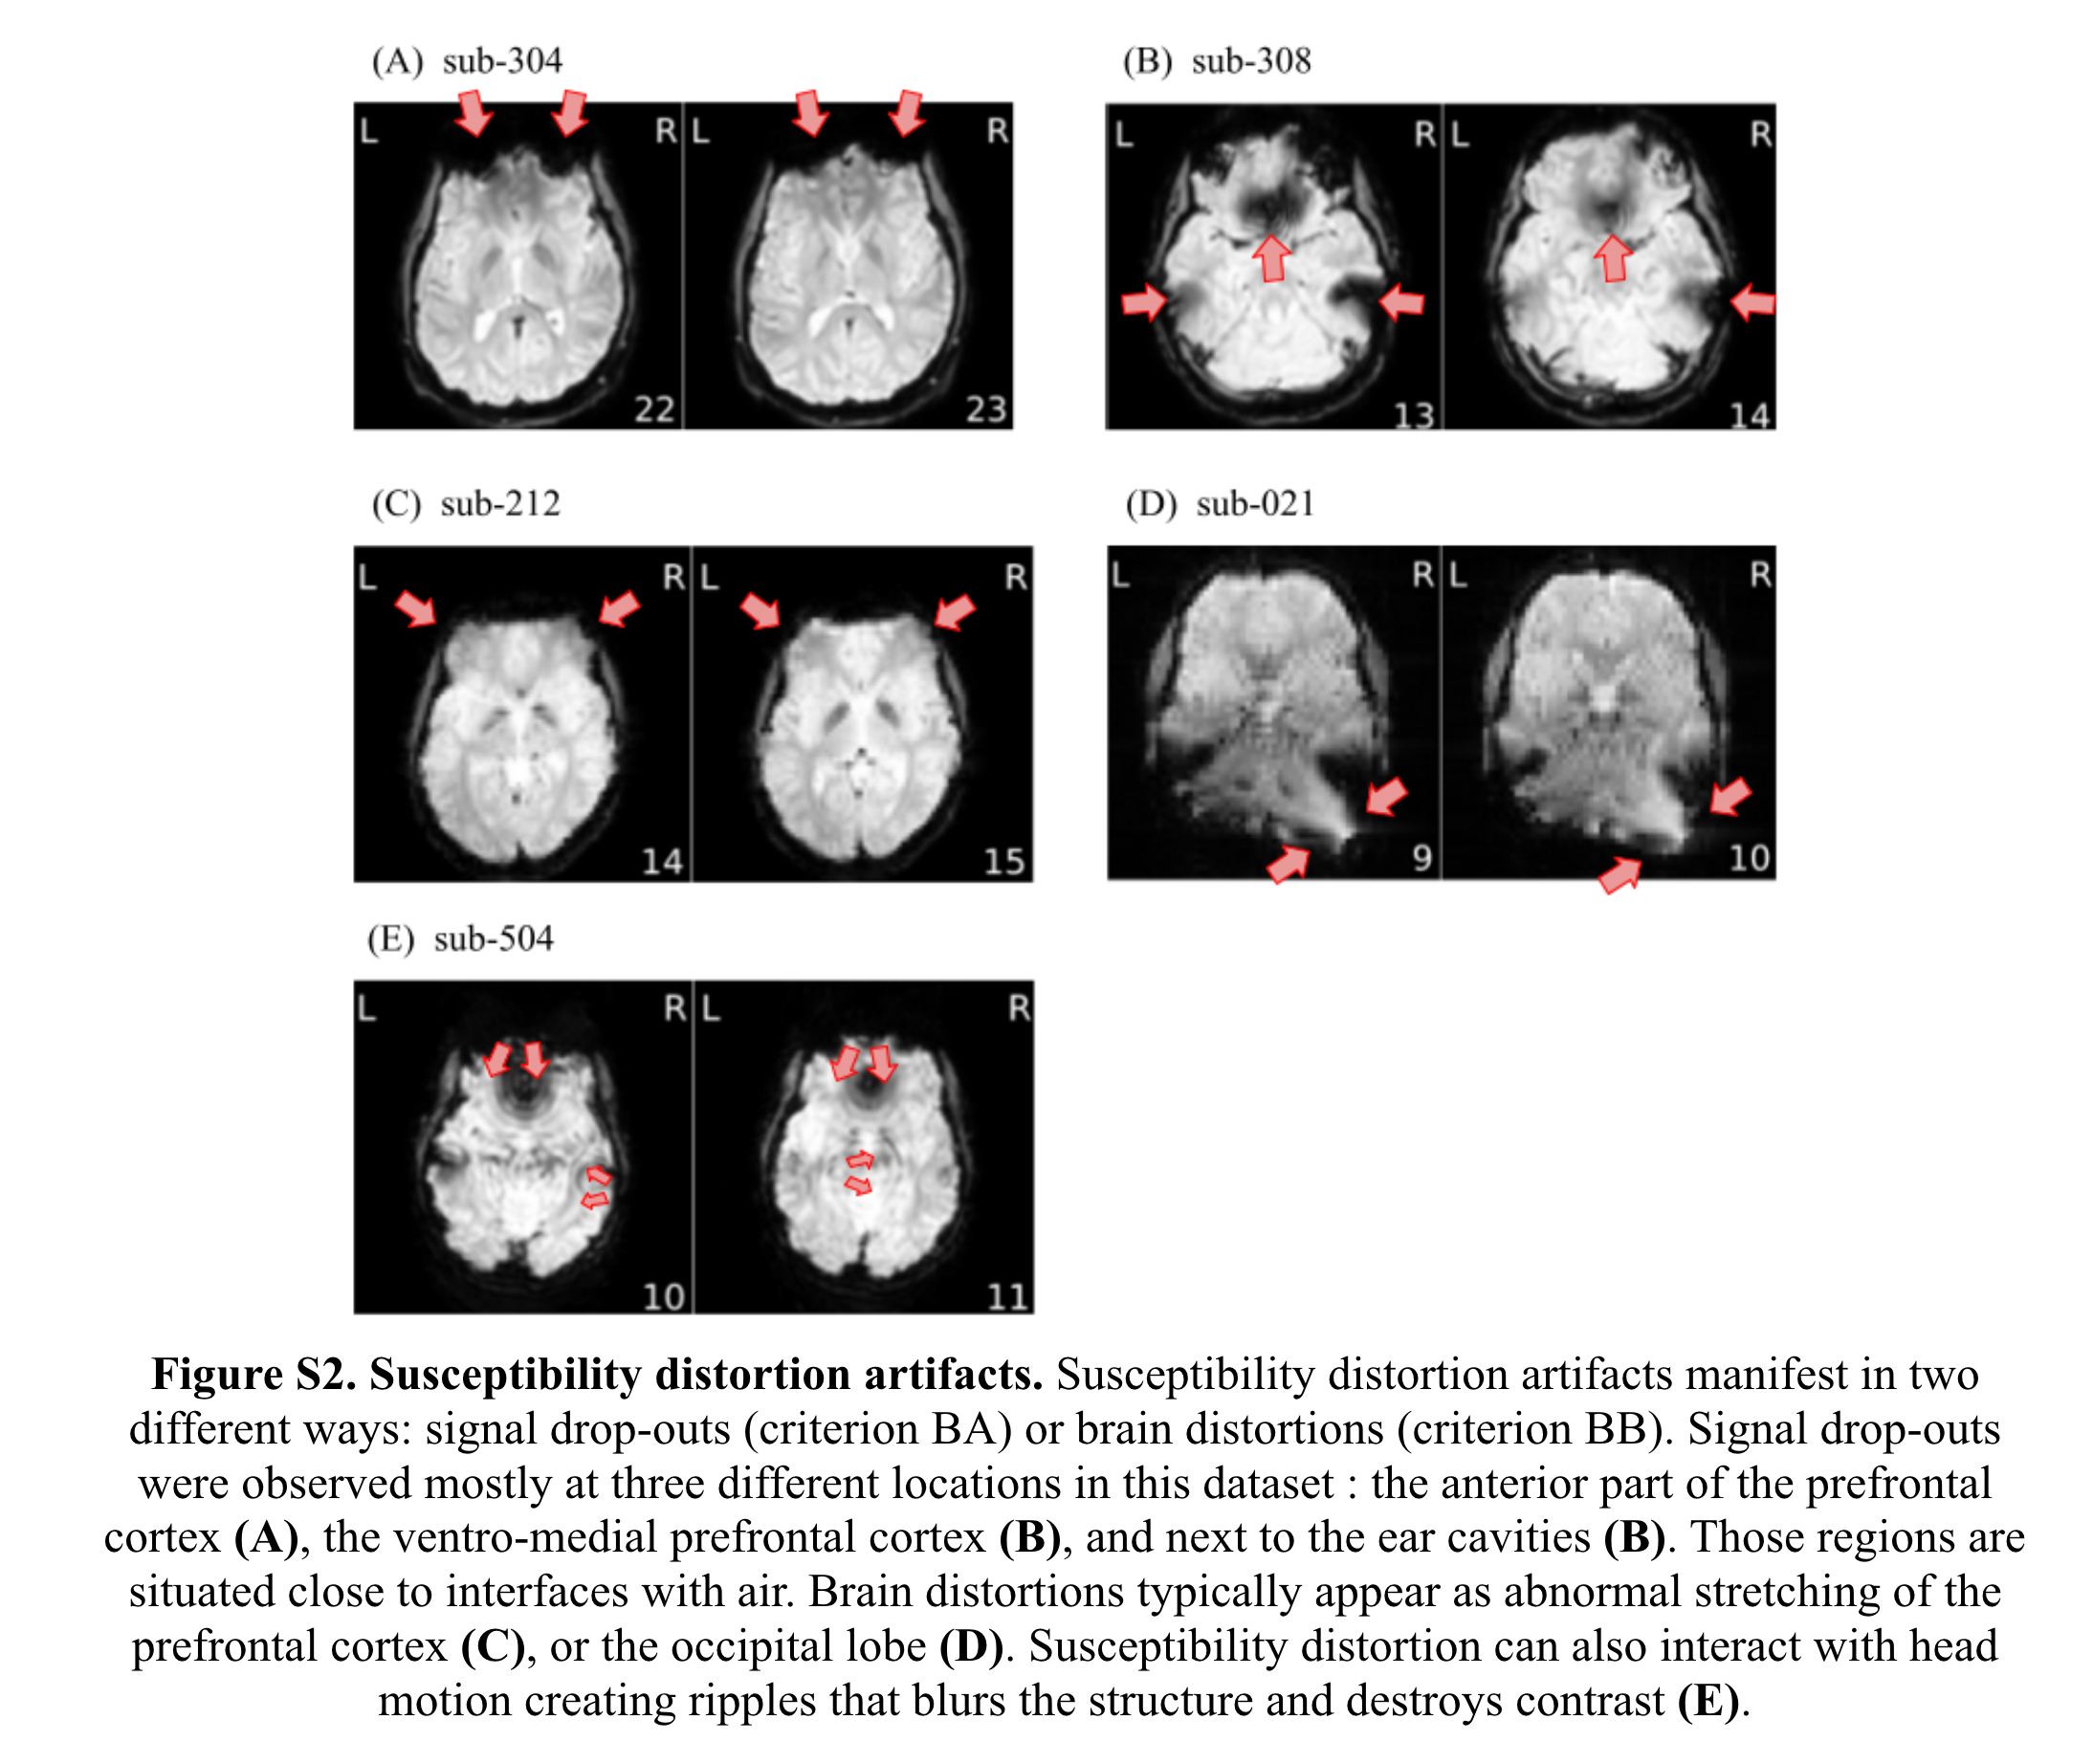 (A) sub-304
(B) sub-308
L R L R
22 23
L R L R
13 14
(C) sub-212
(D) sub-021
L R L R
14 15
L R L R
9 10
(E) sub-504
L R L R
10 11
Figure S2. Susceptibility distortion artifacts. Susceptibility distortion artifacts manifest in two
different ways: signal drop-outs (criterion BA) or brain distortions (criterion BB). Signal drop-outs
were observed mostly at three different locations in this dataset : the anterior part of the prefrontal
cortex (A), the ventro-medial prefrontal cortex (B), and next to the ear cavities (B). Those regions are
situated close to interfaces with air. Brain distortions typically appear as abnormal stretching of the
prefrontal cortex (C), or the occipital lobe (D). Susceptibility distortion can also interact with head
motion creating ripples that blurs the structure and destroys contrast (E).